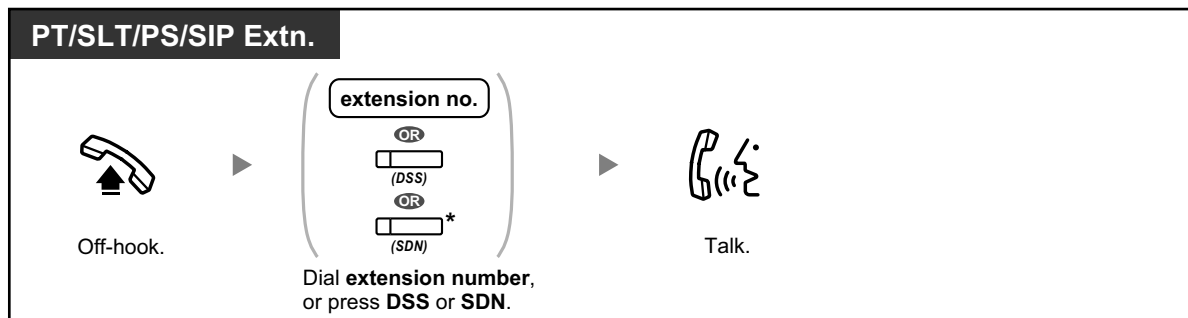 PT/SLT/PS/SIP Extn.
extension no.
OR
(DSS)
OR
*
(SDN)
Off-hook.
Dial extension number,
or press DSS or SDN.
Talk.